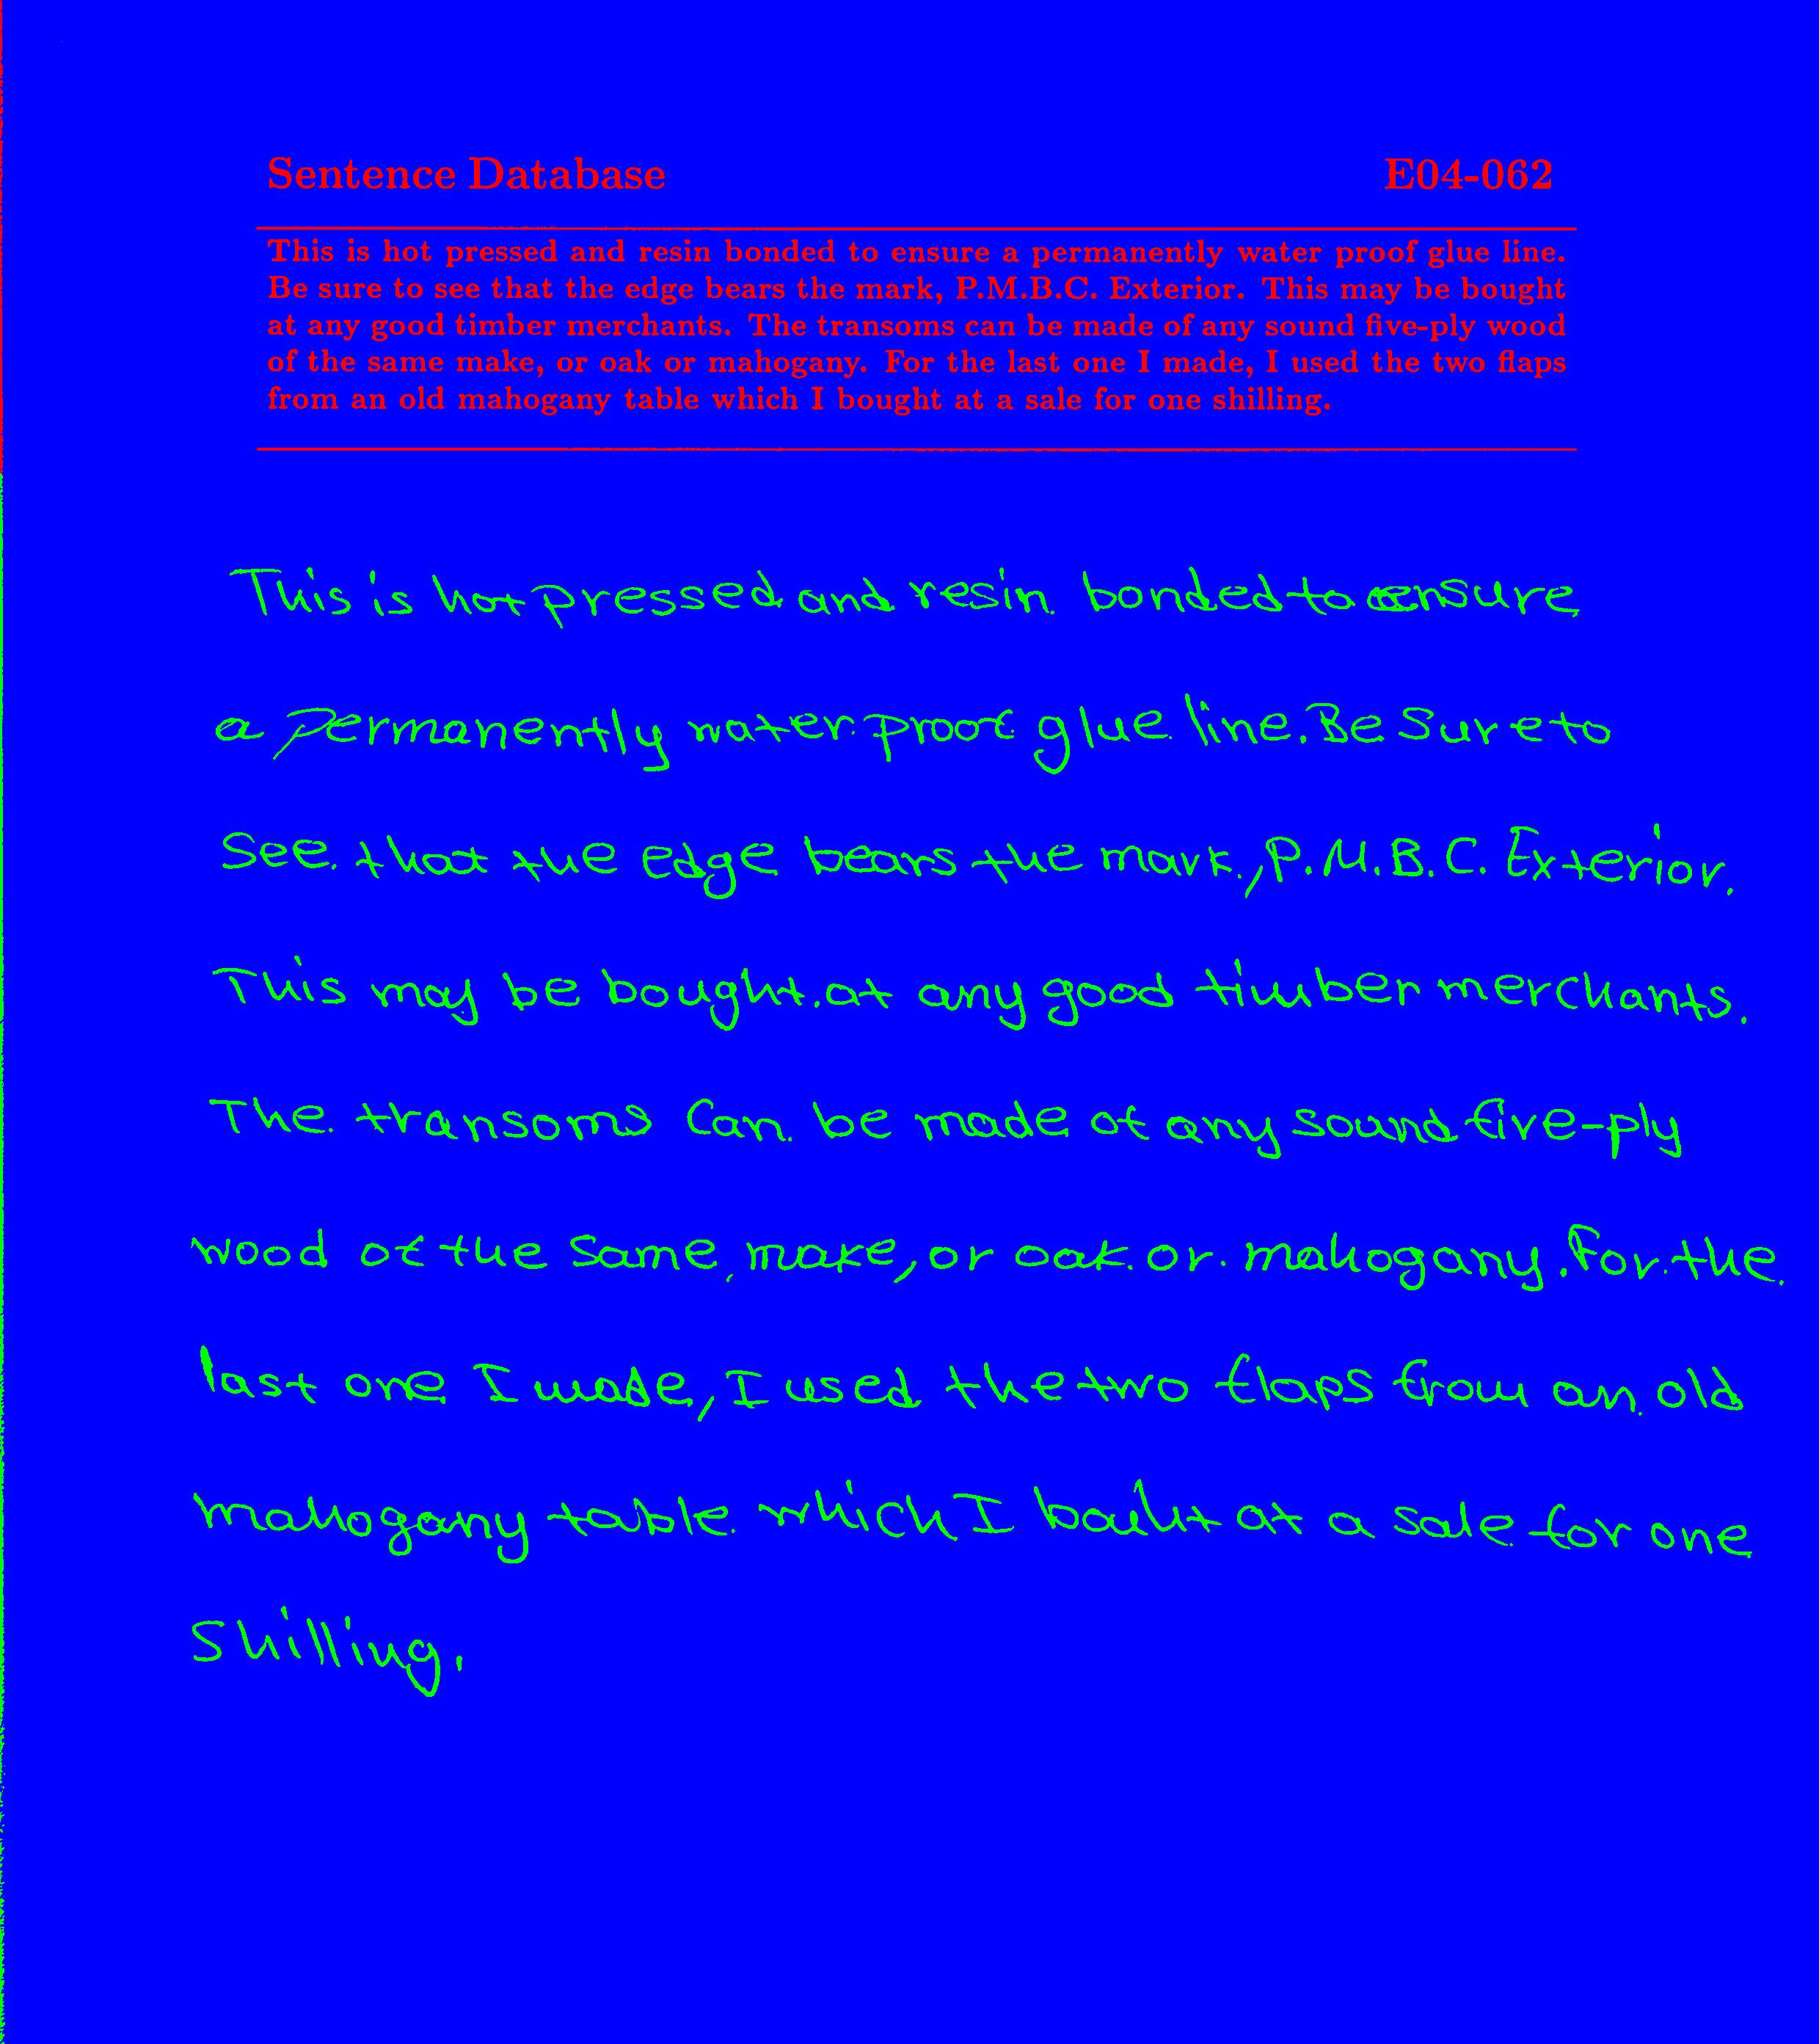 Sentence Database E04-062
This is hot pressed and resin bonded to ensure a permanently water proof glue line.
Be sure to see that the edge bears the mark, P.M.B.C. Exterior. This may be bought
at any good timber merchants. The transoms can be made of any sound five-ply wood
of the same make, or oak or mahogany. For the last one I made, I used the two flaps
from an old mahogany table which I bought at a sale for one shilling.
This is hot pressed and resin bonded to ensure
a permanently water proof glue line. Be sure to
see that the edge bears the mark, P.M.B.C. Exterior.
This may be bought at any good timber merchants.
The transoms can be made of any sound five-ply
wood of the same make, or oak or mahogany. For the
last one I made, I used the two flaps from an old
mahogany table which I bought at a sale for one
shilling.